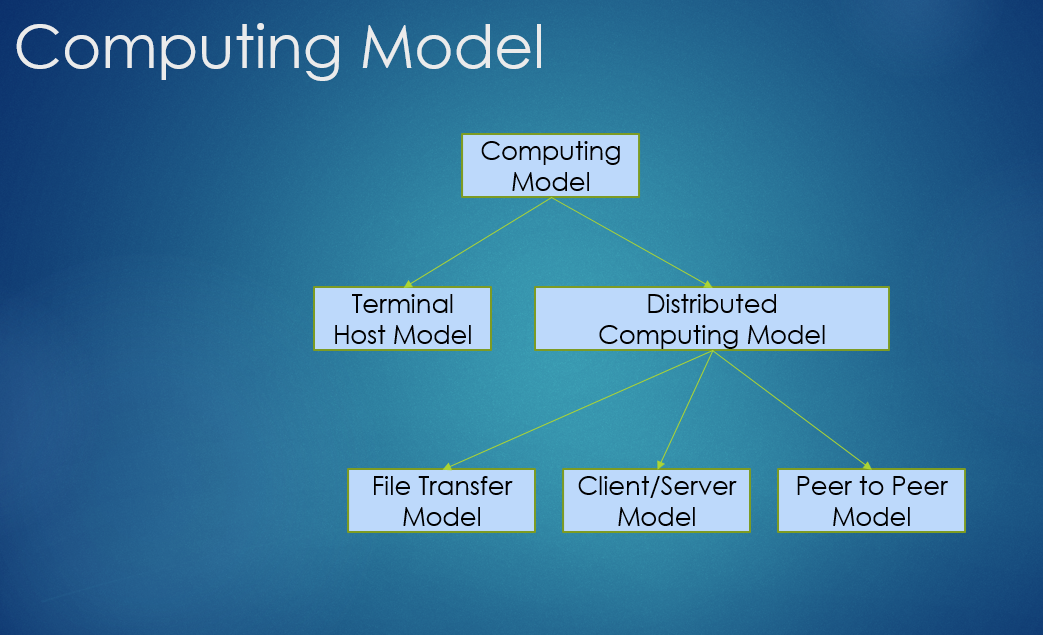 Computing Model
Computing
Model
Terminal
Host Model
Distributed
Computing Model
File Transfer
Model
Client/Server
Model
Peer to Peer
Model